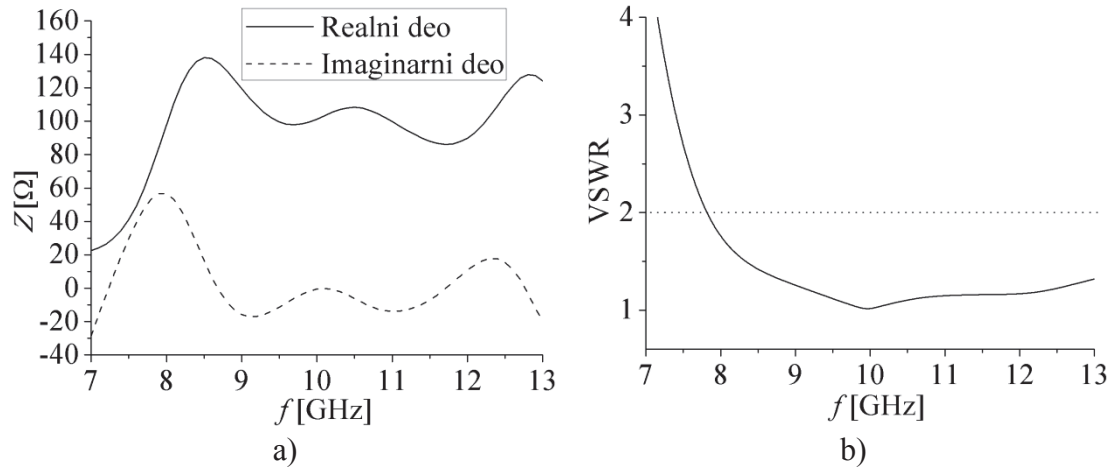 Realni deo
Imaginarni deo
160
140
120
100
80
60
40
20
0
-20
-40
Z[Ω]
7 8 9 10 11 12 13
f[GHz]
a)
4
3
2
1
VSWR
7 8 9 10 11 12 13
f[GHz]
b)